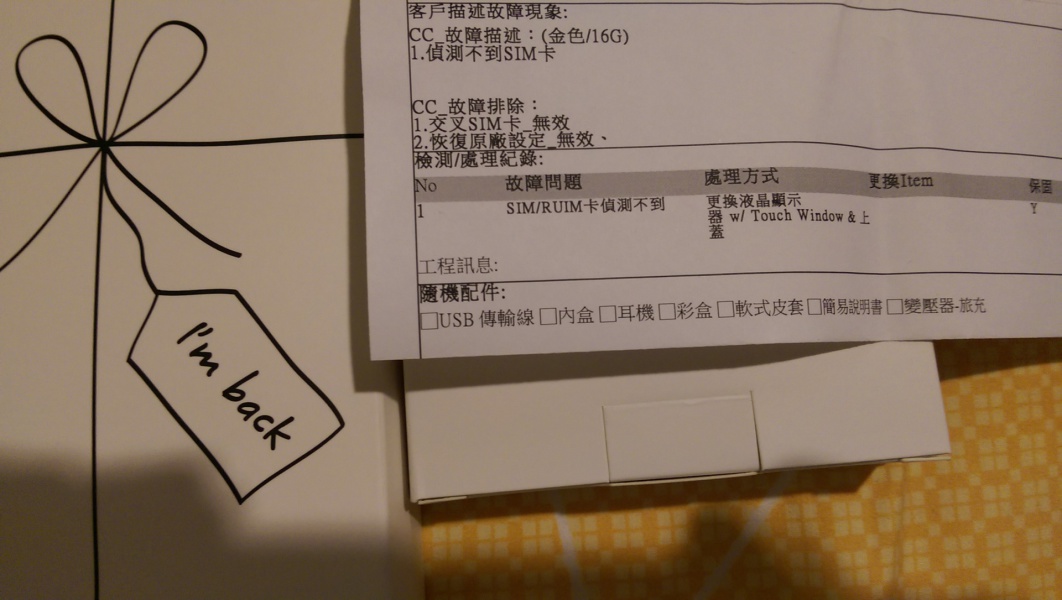 客戶描述故障現象:
CC_故障描述：(金色/16G)
1.偵測不到SIM卡
CC_故障排除：
1.交叉SIM卡_無效
2.恢復原廠設定_無效、
檢測/處理紀錄:
No 故障問題 處理方式 更換Item 保固
1 SIM/RUIM卡偵測不到 更換液晶顯示 Y
器 w/ Touch Window & 上
蓋
工程訊息:
隨機配件:
□USB 傳輸線 □內盒 □耳機 □彩盒 □軟式皮套 □簡易說明書 □變壓器-旅充
I'm back